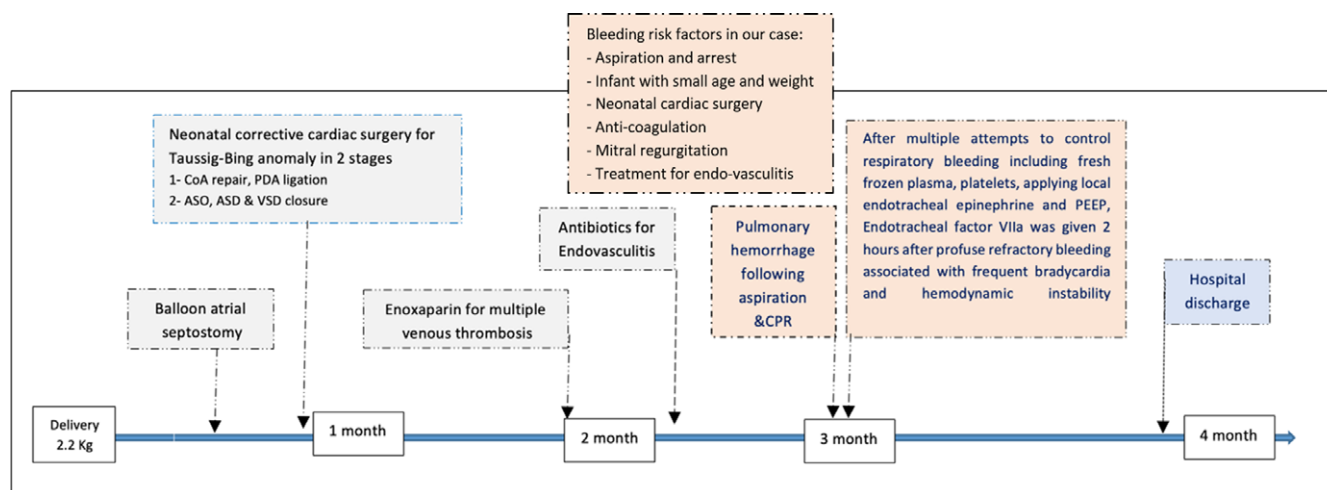 Bleeding risk factors in our case:
- Aspiration and arrest
- Infant with small age and weight
- Neonatal cardiac surgery
- Anti-coagulation
- Mitral regurgitation
- Treatment for endo-vasculitis
Neonatal corrective cardiac surgery for
Taussig-Bing anomaly in 2 stages
1- CoA repair, PDA ligation
2- ASO, ASD & VSD closure
After multiple attempts to control
respiratory bleeding including fresh
frozen plasma, platelets, applying local
endotracheal epinephrine and PEEP,
Endotracheal factor VIIa was given 2
hours after profuse refractory bleeding
associated with frequent bradycardia
and hemodynamic instability
Antibiotics for
Endovasculitis
Pulmonary
hemorrhage
following
aspiration
&CPR
Hospital
discharge
Balloon atrial
septostomy
Enoxaparin for multiple
venous thrombosis
Delivery
2.2 Kg
1 month
2 month
3 month
4 month